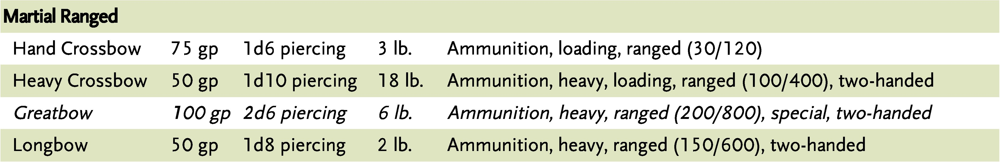 Martial Ranged
Hand Crossbow 75 gp 1d6 piercing 3 lb. Ammunition, loading, ranged (30/120)
Heavy Crossbow 50 gp 1d10 piercing 18 lb. Ammunition, heavy, loading, ranged (100/400), two-handed
Greatbow 100 gp 2d6 piercing 6 lb. Ammunition, heavy, ranged (200/800), special, two-handed
Longbow 50 gp 1d8 piercing 2 lb. Ammunition, heavy, ranged (150/600), two-handed